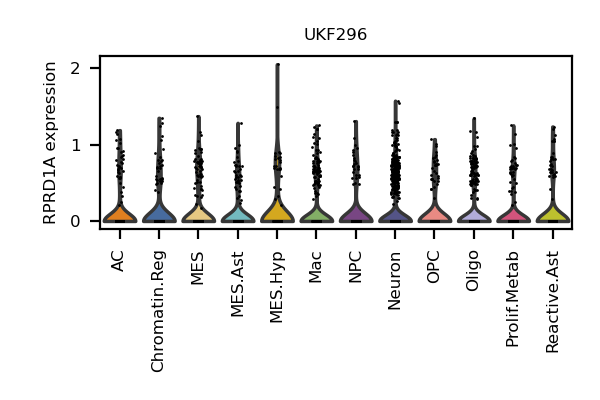 UKF296
RPRD1A expression
2
1
0
AC
Chromatin.Reg
MES
MES.Ast
MES.Hyp
Mac
NPC
Neuron
OPC
Oligo
Prolif.Metab
Reactive.Ast